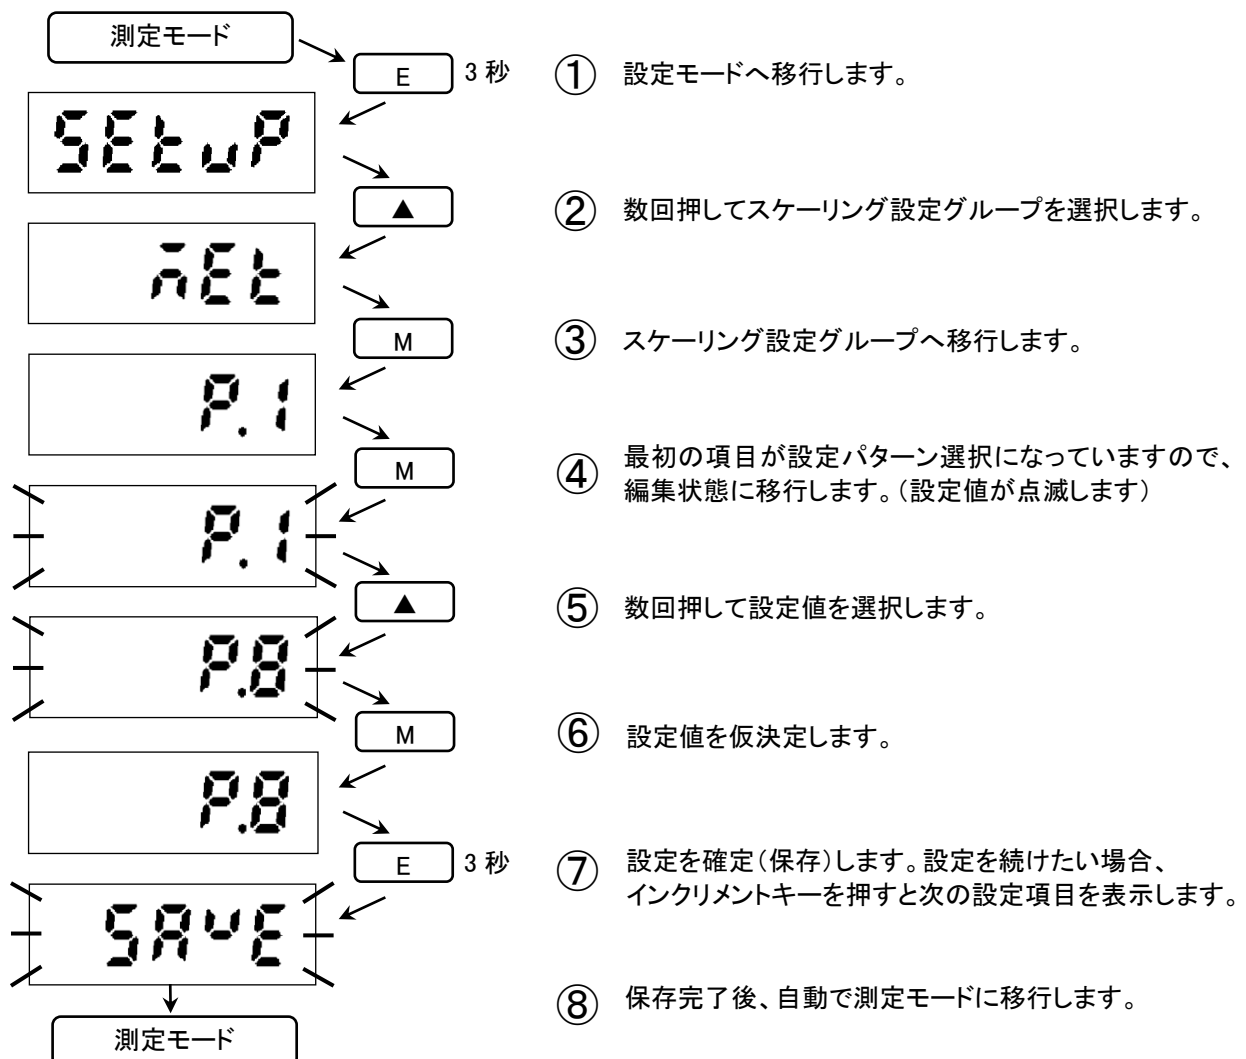 測定モード
E 3 秒 ① 設定モードへ移行します。
SEtuP
▲ ② 数回押してスケーリング設定グループを選択します。
M ③ スケーリング設定グループへ移行します。
P.1
M ④ 最初の項目が設定パターン選択になっていますので、
編集状態に移行します。（設定値が点滅します）
P.1
▲ ⑤ 数回押して設定値を選択します。
P.8
M ⑥ 設定値を仮決定します。
P.8
E 3 秒 ⑦ 設定を確定（保存）します。設定を続けたい場合、
インクリメントキーを押すと次の設定項目を表示します。
SAvE
⑧ 保存完了後、自動で測定モードに移行します。
測定モード